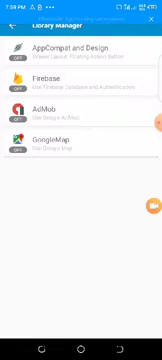 7:59 PM
Library Manager
AppCompat and Design
Drawer Layout, Floating Action Button
OFF
Firebase
Use Firebase Database and Authentication
OFF
AdMob
Use Google AdMob
OFF
GoogleMap
Use Google Map
OFF